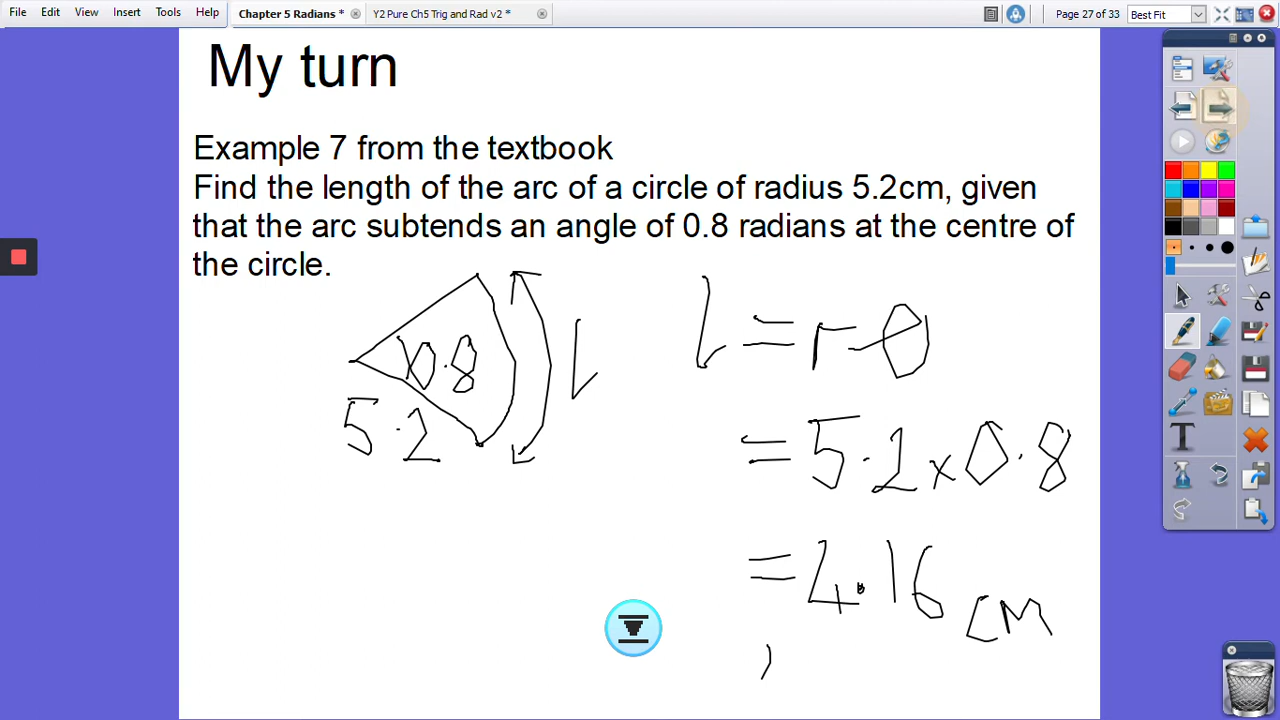 File Edit View Insert Tools Help Chapter 5 Radians * Y2 Pure Ch5 Trig and Rad v2 * Page 27 of 33 Best Fit
My turn
Example 7 from the textbook
Find the length of the arc of a circle of radius 5.2cm, given
that the arc subtends an angle of 0.8 radians at the centre of
the circle.
0.8
5.2
l
l = rθ
= 5.2 x 0.8
= 4.16 cm